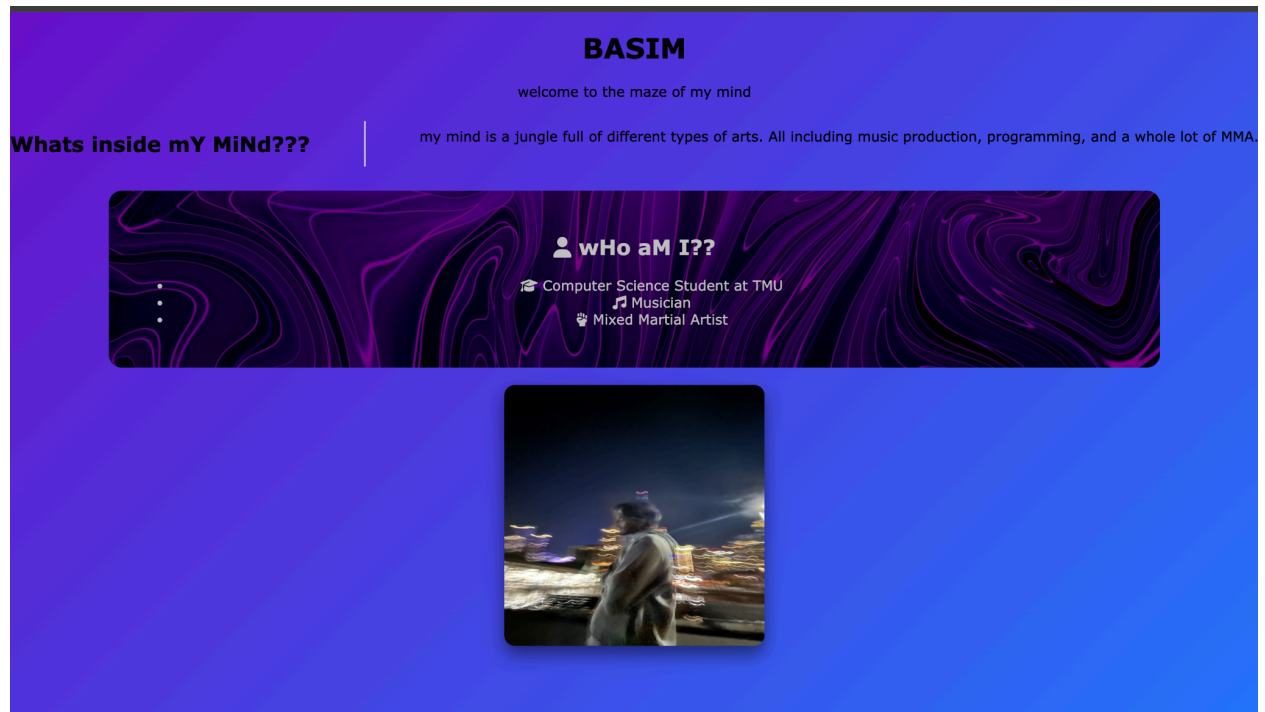 BASIM
welcome to the maze of my mind
Whats inside mY MiNd???
my mind is a jungle full of different types of arts. All including music production, programming, and a whole lot of MMA.
wHo aM I??
Computer Science Student at TMU
Musician
Mixed Martial Artist